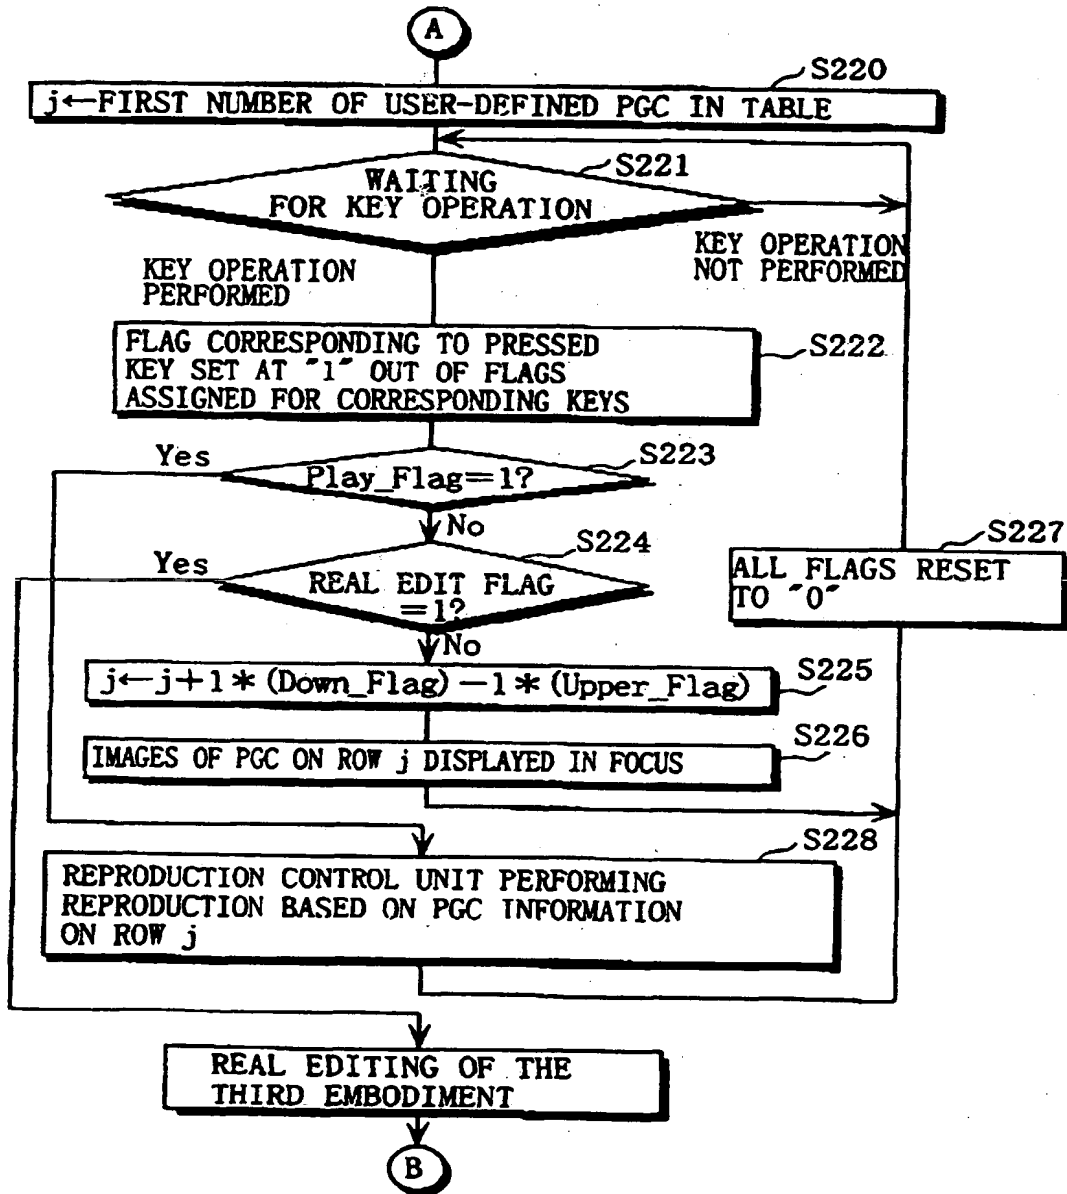 A
S220
j←FIRST NUMBER OF USER-DEFINED PGC IN TABLE
S221
WAITING
FOR KEY OPERATION
KEY OPERATION
NOT PERFORMED
KEY OPERATION
PERFORMED
FLAG CORRESPONDING TO PRESSED
KEY SET AT "1" OUT OF FLAGS
ASSIGNED FOR CORRESPONDING KEYS
S222
Yes
S223
Play_Flag=1?
No
S224
Yes
REAL EDIT FLAG
=1?
No
S227
ALL FLAGS RESET
TO "0"
S225
j←j+1*(Down_Flag)-1*(Upper_Flag)
S226
IMAGES OF PGC ON ROW j DISPLAYED IN FOCUS
S228
REPRODUCTION CONTROL UNIT PERFORMING
REPRODUCTION BASED ON PGC INFORMATION
ON ROW j
REAL EDITING OF THE
THIRD EMBODIMENT
B